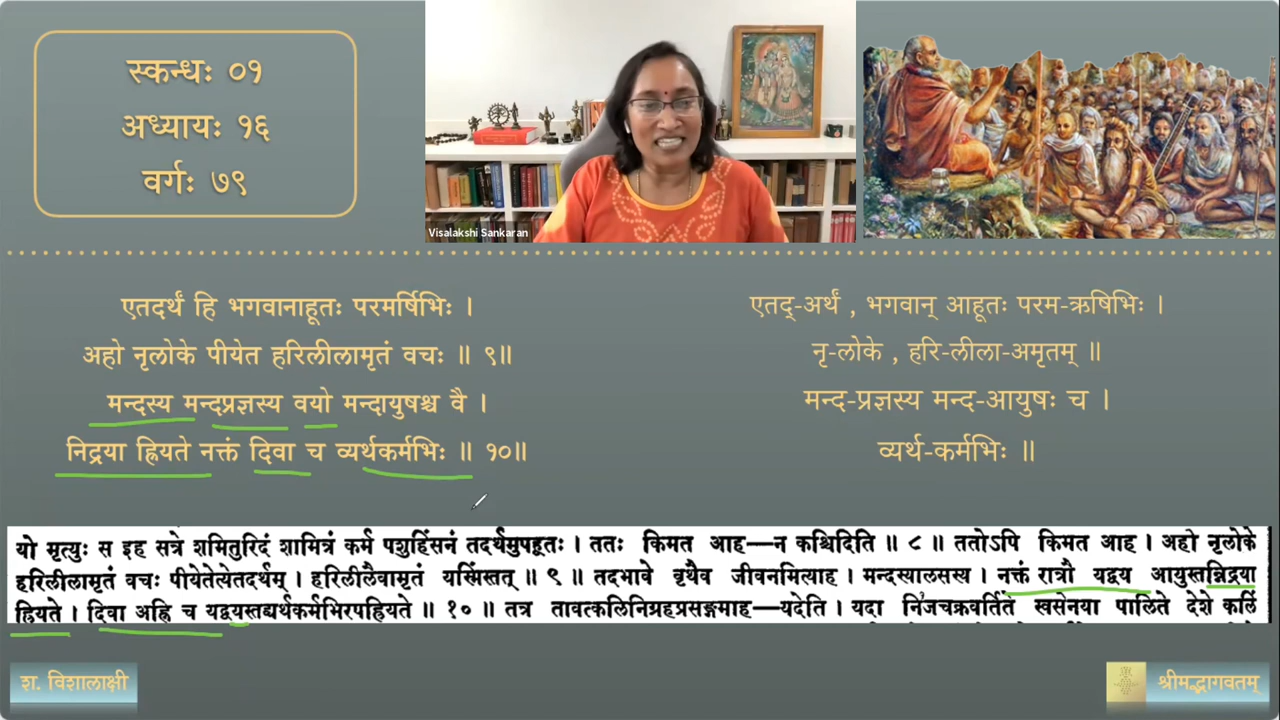 स्कन्धः ०१
अध्यायः १६
वर्गः ७९
Visalakshi Sankaran
एतदर्थं हि भगवानाहूतः परमर्षिभिः ।
अहो नृलोके पीयेत हरिलीलामृतं वचः ॥ ९॥
मन्दस्य मन्दप्रज्ञस्य वयो मन्दायुषश्च वै ।
निद्रया ह्रियते नक्तं दिवा च व्यर्थकर्मभिः ॥ १०॥
एतद्-अर्थं , भगवान् आहूतः परम-ऋषिभिः ।
नृ-लोके , हरि-लीला-अमृतम् ॥
मन्द-प्रज्ञस्य मन्द-आयुषः च ।
व्यर्थ-कर्मभिः ॥
यो मृत्युः स इह सत्रे शमितुरिदं शामित्रं कर्म पशुहिंसनं तदर्थमुपहूतः । ततः किमत आह—न कश्चिदिति ॥ ८ ॥ ततोऽपि किमत आह । अहो नृलोके
हरिलीलामृतं वचः पीयेतेत्येतदर्थम् । हरिलीलैवामृतं यस्मिंस्तत् ॥ ९ ॥ तदभावे वृथैव जीवनमित्याह । मन्दस्यालसस्य । नक्तं रात्रौ यद्वय आयुस्तन्निद्रया
ह्रियते । दिवा अह्नि च यद्वयस्तद्व्यर्थकर्मभिरपह्रियते ॥ १० ॥ तत्र तावत्कलिनिग्रहप्रसङ्गमाह—यदेति । यदा निजचक्रवर्तिते स्वसेनया पालिते देशे कलिं
श. विशालाक्षी
श्रीमद्भागवतम्